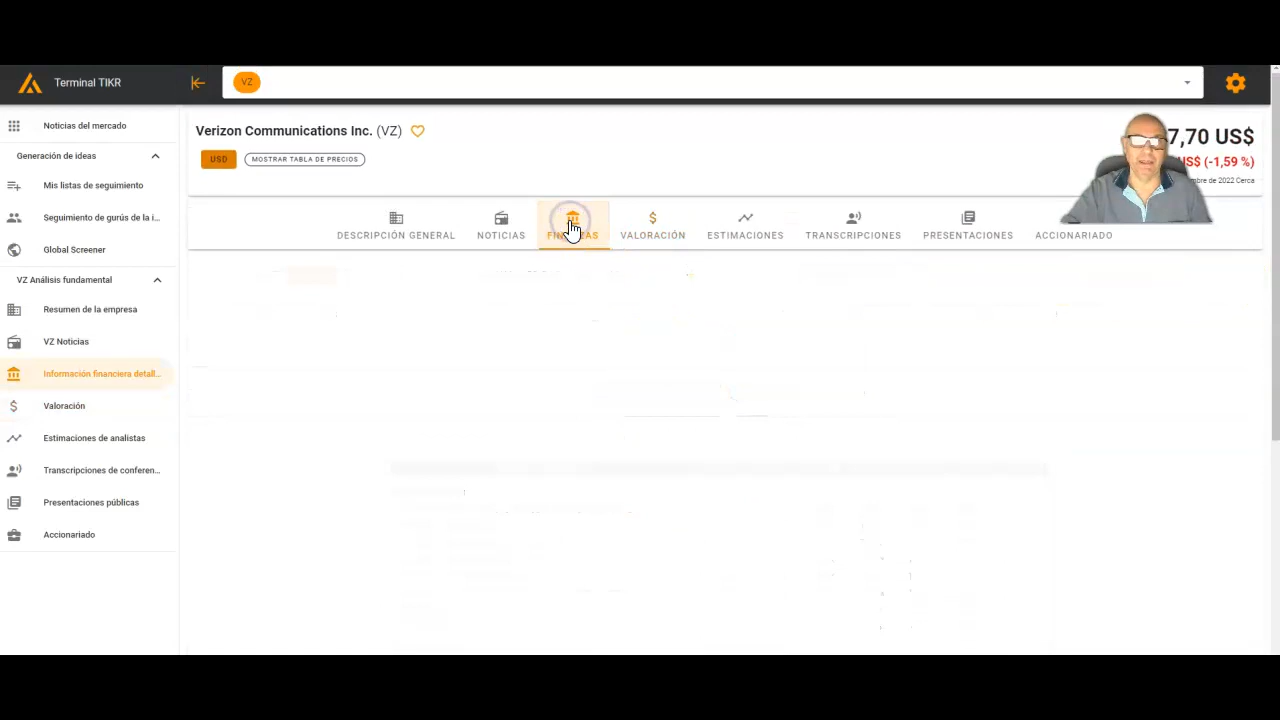 Terminal TIKR
VZ
Noticias del mercado
Generación de ideas
Mis listas de seguimiento
Seguimiento de gurús de la i...
Global Screener
VZ Análisis fundamental
Resumen de la empresa
VZ Noticias
Información financiera detall...
Valoración
Estimaciones de analistas
Transcripciones de conferen...
Presentaciones públicas
Accionariado
Verizon Communications Inc. (VZ)
USD
MOSTRAR TABLA DE PRECIOS
7,70 US$
US$ (-1,59 %)
de 2022 Cerca
DESCRIPCIÓN GENERAL
NOTICIAS
VALORACIÓN
ESTIMACIONES
TRANSCRIPCIONES
PRESENTACIONES
ACCIONARIADO